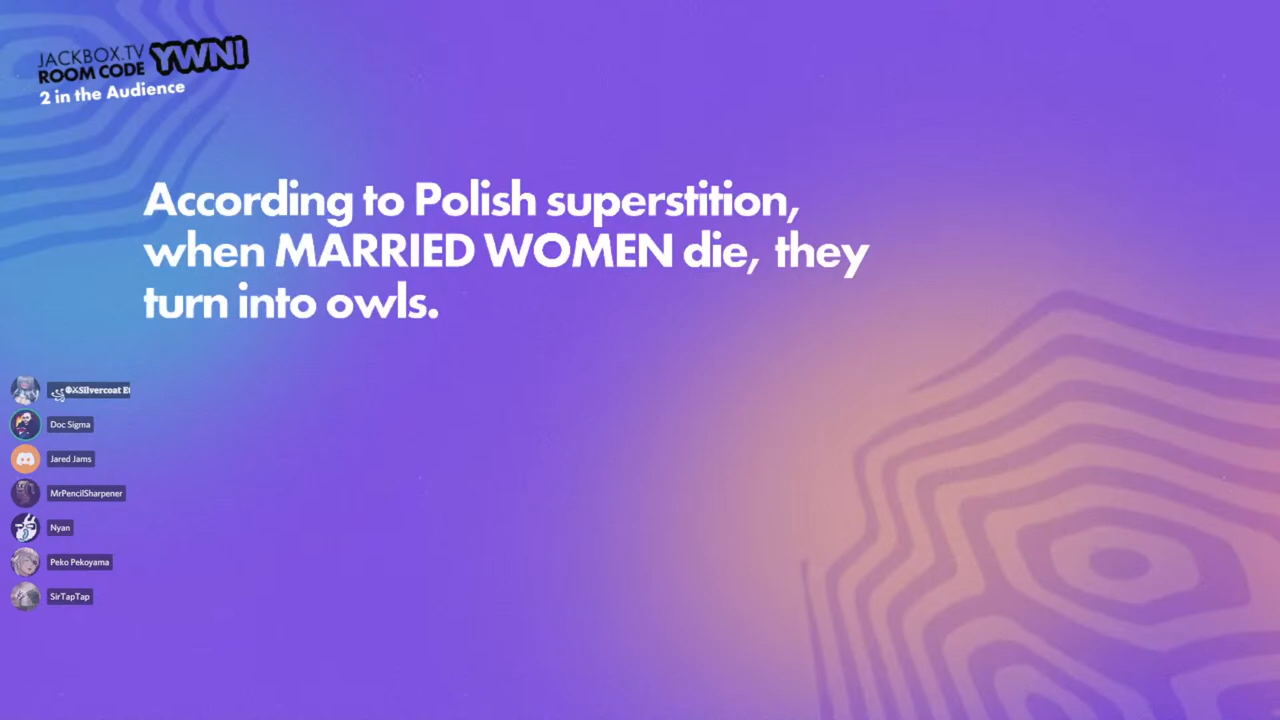 JACKBOX.TV
ROOM CODE
YWNI
2 in the Audience
According to Polish superstition,
when MARRIED WOMEN die, they
turn into owls.
Silvercoat
Doc Sigma
Jared Jams
MrPencilSharpener
Nyan
Peko Pekoyama
SirTapTap